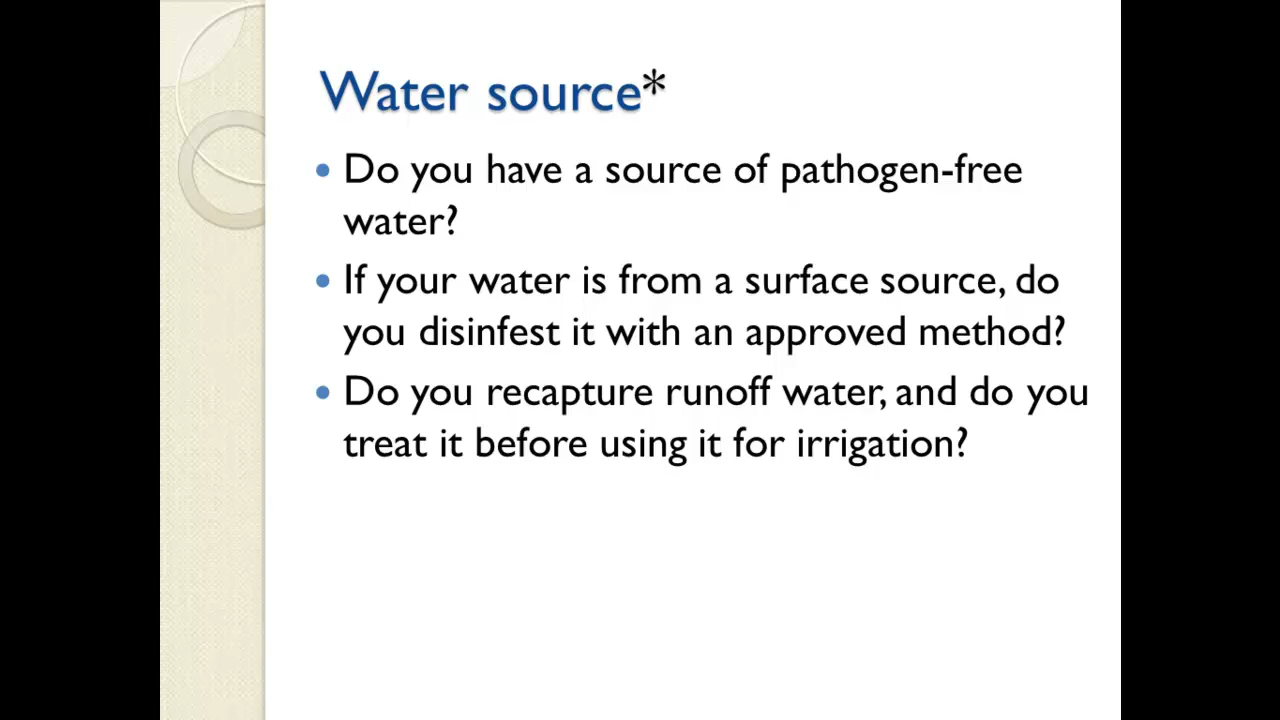 Water source*
• Do you have a source of pathogen-free
water?
• If your water is from a surface source, do
you disinfest it with an approved method?
• Do you recapture runoff water, and do you
treat it before using it for irrigation?